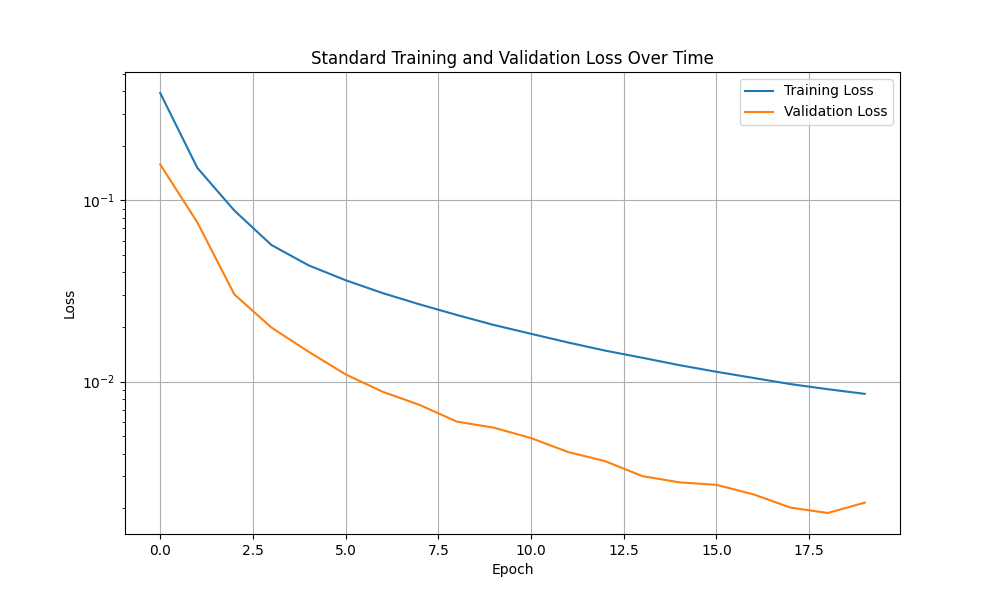 Standard Training and Validation Loss Over Time
Training Loss
Validation Loss
Loss
10⁻¹
10⁻²
0.0 2.5 5.0 7.5 10.0 12.5 15.0 17.5
Epoch